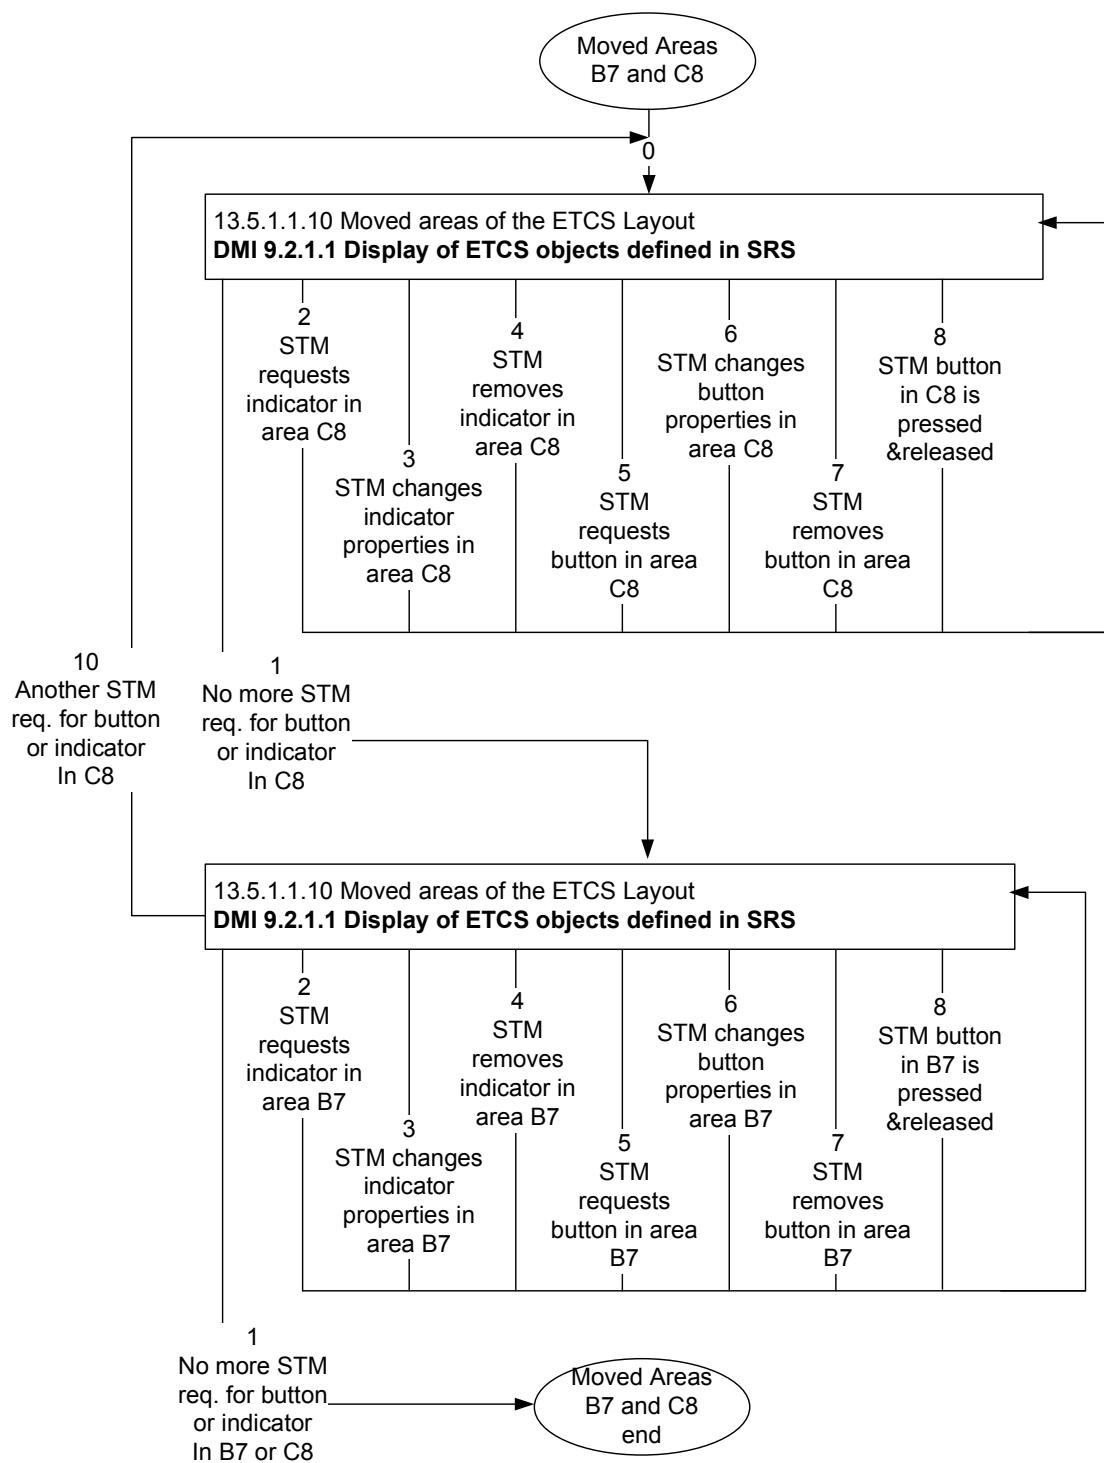 Moved Areas
B7 and C8
0
13.5.1.1.10 Moved areas of the ETCS Layout
DMI 9.2.1.1 Display of ETCS objects defined in SRS
2
STM
requests
indicator in
area C8
3
STM changes
indicator
properties in
area C8
4
STM
removes
indicator in
area C8
5
STM
requests
button in area
C8
6
STM changes
button
properties in
area C8
7
STM
removes
button in area
C8
8
STM button
in C8 is
pressed
&released
10
Another STM
req. for button
or indicator
In C8
1
No more STM
req. for button
or indicator
In C8
13.5.1.1.10 Moved areas of the ETCS Layout
DMI 9.2.1.1 Display of ETCS objects defined in SRS
2
STM
requests
indicator in
area B7
3
STM changes
indicator
properties in
area B7
4
STM
removes
indicator in
area B7
5
STM
requests
button in area
B7
6
STM changes
button
properties in
area B7
7
STM
removes
button in area
B7
8
STM button
in B7 is
pressed
&released
1
No more STM
req. for button
or indicator
In B7 or C8
Moved Areas
B7 and C8
end